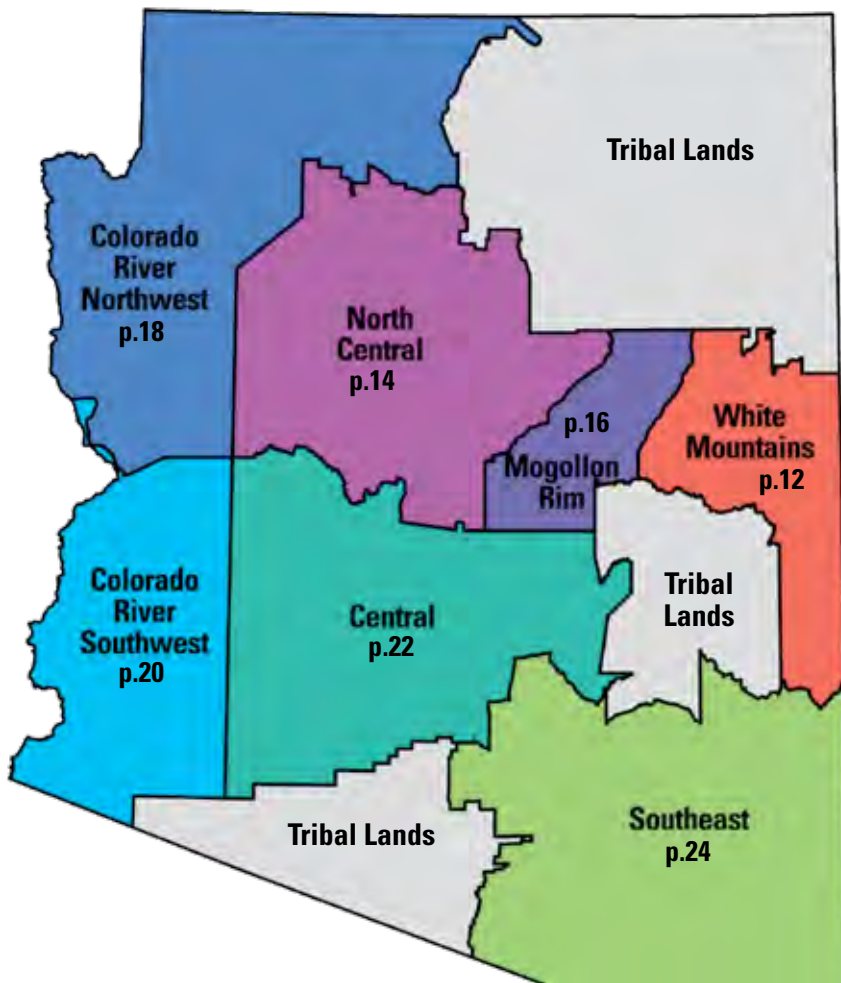 Tribal Lands
Colorado
River
Northwest
p.18
North
Central
p.14
p.16
Mogollon
Rim
White
Mountains
p.12
Colorado
River
Southwest
p.20
Central
p.22
Tribal
Lands
Tribal Lands
Southeast
p.24